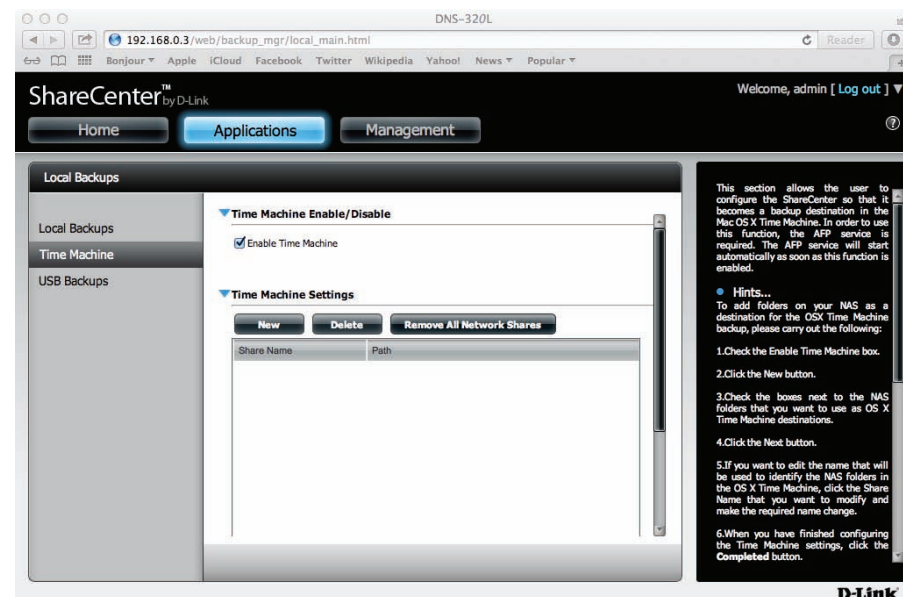 DNS-320L
192.168.0.3/web/backup_mgr/local_main.html
Reader
Bonjour Apple iCloud Facebook Twitter Wikipedia Yahoo! News Popular
ShareCenter™ by D-Link
Welcome, admin [ Log out ]
Home Applications Management
Local Backups
Local Backups
Time Machine
USB Backups
Time Machine Enable/Disable
Enable Time Machine
Time Machine Settings
New Delete Remove All Network Shares
Share Name Path
This section allows the user to
configure the ShareCenter so that it
becomes a backup destination in the
Mac OS X Time Machine. In order to use
this function, the AFP service is
required. The AFP service will start
automatically as soon as this function is
enabled.
Hints...
To add folders on your NAS as a
destination for the OSX Time Machine
backup, please carry out the following:
1.Check the Enable Time Machine box.
2.Click the New button.
3.Check the boxes next to the NAS
folders that you want to use as OS X
Time Machine destinations.
4.Click the Next button.
5.If you want to edit the name that will
be used to identify the NAS folders in
the OS X Time Machine, click the Share
Name that you want to modify and
make the required name change.
6.When you have finished configuring
the Time Machine settings, click the
Completed button.
D-Link